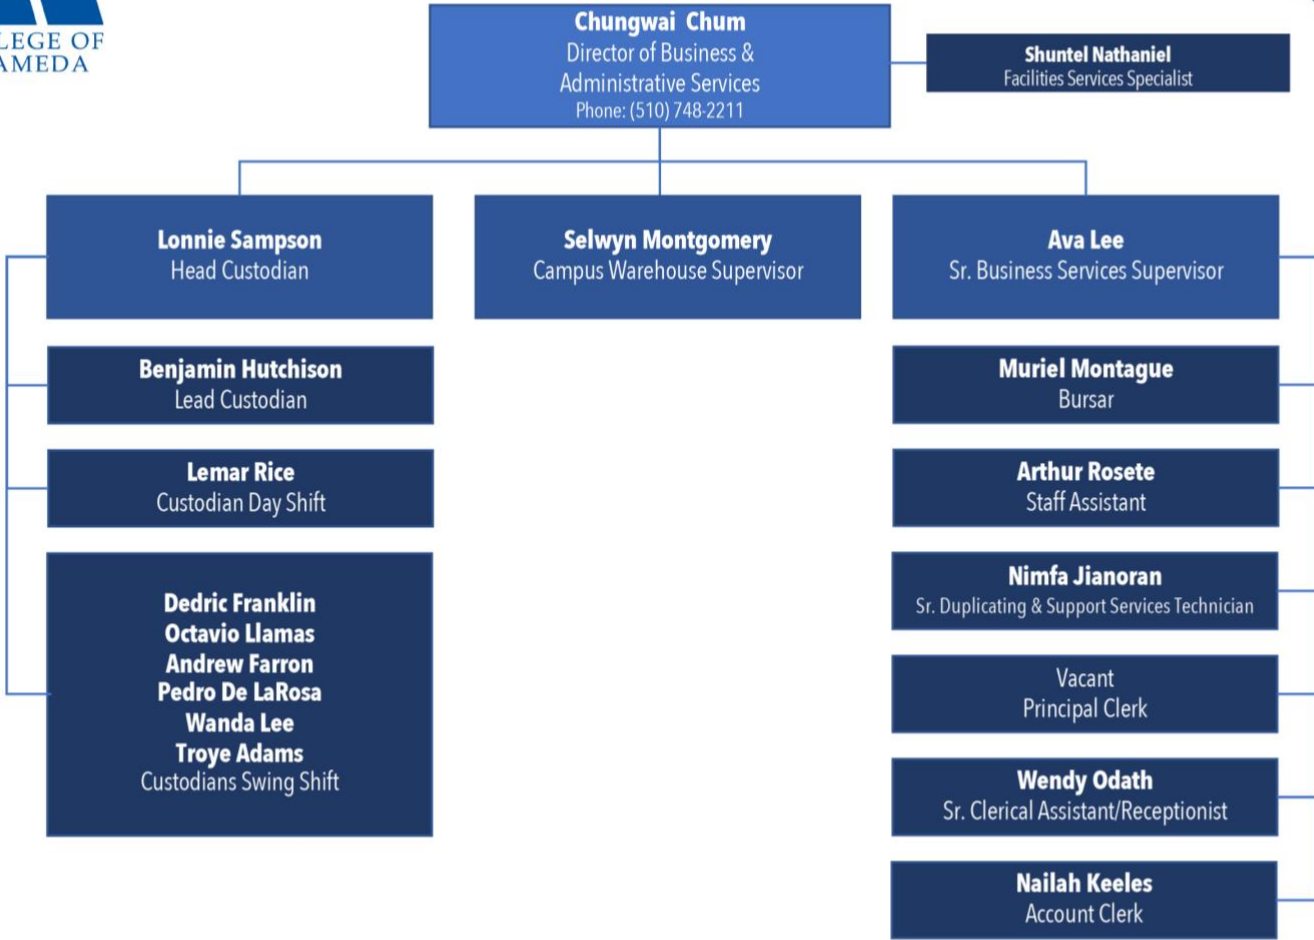 LEGE OF
AMEDA
Chungwai Chum
Director of Business &
Administrative Services
Phone: (510) 748-2211
Shuntel Nathaniel
Facilities Services Specialist
Lonnie Sampson
Head Custodian
Selwyn Montgomery
Campus Warehouse Supervisor
Ava Lee
Sr. Business Services Supervisor
Benjamin Hutchison
Lead Custodian
Lemar Rice
Custodian Day Shift
Dedric Franklin
Octavio Llamas
Andrew Farron
Pedro De LaRosa
Wanda Lee
Troye Adams
Custodians Swing Shift
Muriel Montague
Bursar
Arthur Rosete
Staff Assistant
Nimfa Jianoran
Sr. Duplicating & Support Services Technician
Vacant
Principal Clerk
Wendy Odath
Sr. Clerical Assistant/Receptionist
Nailah Keeles
Account Clerk